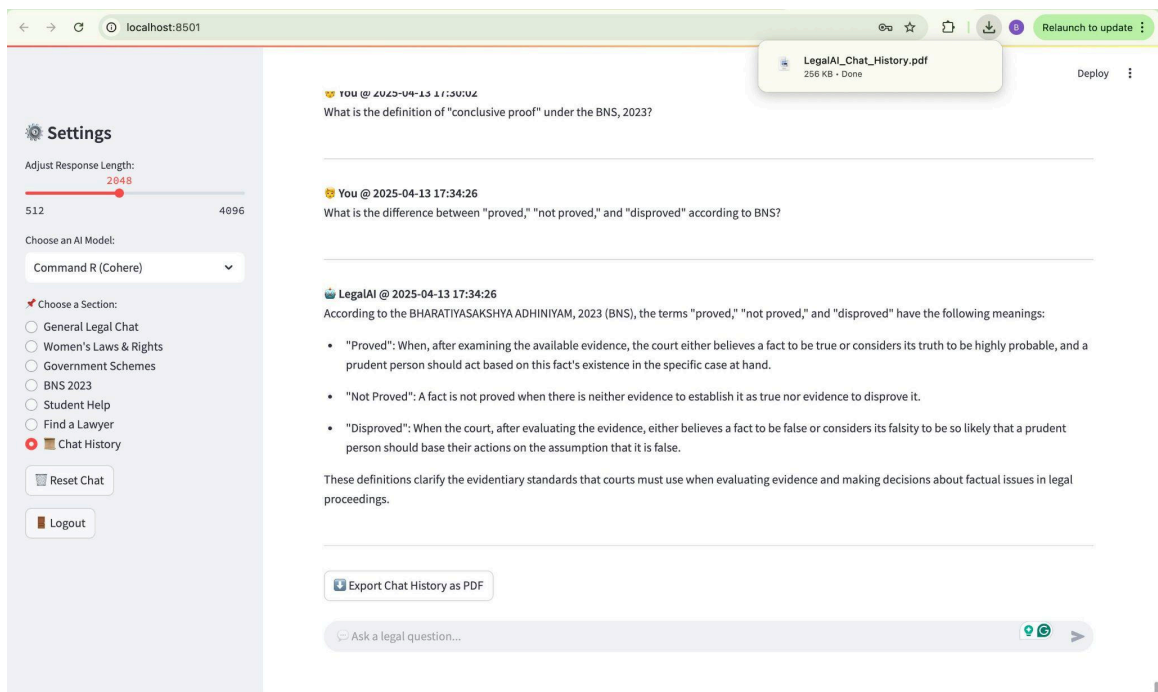 localhost:8501
B
Relaunch to update
LegalAI_Chat_History.pdf
256 KB • Done
Deploy
Settings
Adjust Response Length:
2048
512 4096
Choose an AI Model:
Command R (Cohere)
Choose a Section:
General Legal Chat
Women's Laws & Rights
Government Schemes
BNS 2023
Student Help
Find a Lawyer
Chat History
Reset Chat
Logout
You @ 2025-04-13 17:30:02
What is the definition of "conclusive proof" under the BNS, 2023?
You @ 2025-04-13 17:34:26
What is the difference between "proved," "not proved," and "disproved" according to BNS?
LegalAI @ 2025-04-13 17:34:26
According to the BHARATIYASAKSHYA ADHINIYAM, 2023 (BNS), the terms "proved," "not proved," and "disproved" have the following meanings:
• "Proved": When, after examining the available evidence, the court either believes a fact to be true or considers its truth to be highly probable, and a
prudent person should act based on this fact's existence in the specific case at hand.
• "Not Proved": A fact is not proved when there is neither evidence to establish it as true nor evidence to disprove it.
• "Disproved": When the court, after evaluating the evidence, either believes a fact to be false or considers its falsity to be so likely that a prudent
person should base their actions on the assumption that it is false.
These definitions clarify the evidentiary standards that courts must use when evaluating evidence and making decisions about factual issues in legal
proceedings.
Export Chat History as PDF
Ask a legal question...